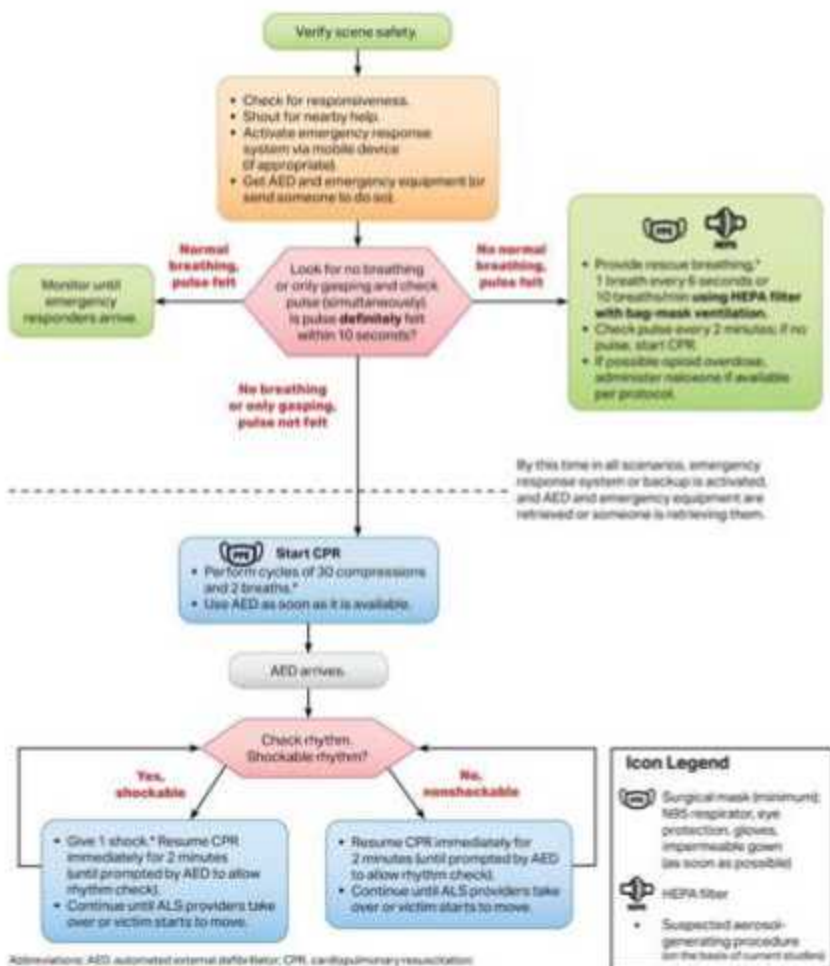 Verify scene safety.
• Check for responsiveness.
• Shout for nearby help.
• Activate emergency response
system via mobile device
(if appropriate).
• Get AED and emergency equipment (or
send someone to do so).
Normal
breathing,
pulse felt
Monitor until
emergency
responders arrive.
Look for no breathing
or only gasping and check
pulse (simultaneously)
Is pulse definitely felt
within 10 seconds?
No normal
breathing,
pulse felt
• Provide rescue breathing,*
1 breath every 6 seconds or
10 breaths/min using HEPA filter
with bag-mask ventilation.
• Check pulse every 2 minutes; if no
pulse, start CPR.
• If possible opioid overdose,
administer naloxone if available
per protocol.
No breathing
or only gasping,
pulse not felt
By this time in all scenarios, emergency
response system or backup is activated,
and AED and emergency equipment are
retrieved or someone is retrieving them.
PPE
Start CPR
• Perform cycles of 30 compressions
and 2 breaths.*
• Use AED as soon as it is available.
AED arrives.
Check rhythm.
Shockable rhythm?
Yes,
shockable
No,
nonshockable
• Give 1 shock.* Resume CPR
immediately for 2 minutes
(until prompted by AED to allow
rhythm check).
• Continue until ALS providers take
over or victim starts to move.
• Resume CPR immediately for
2 minutes (until prompted by AED
to allow rhythm check).
• Continue until ALS providers take
over or victim starts to move.
Icon Legend
PPE
Surgical mask (minimum);
N95 respirator, eye
protection, gloves,
impermeable gown
(as soon as possible)
HEPA filter
* Suspected aerosol-
generating procedure
(on the basis of current studies)
Abbreviations: AED, automated external defibrillator; CPR, cardiopulmonary resuscitation